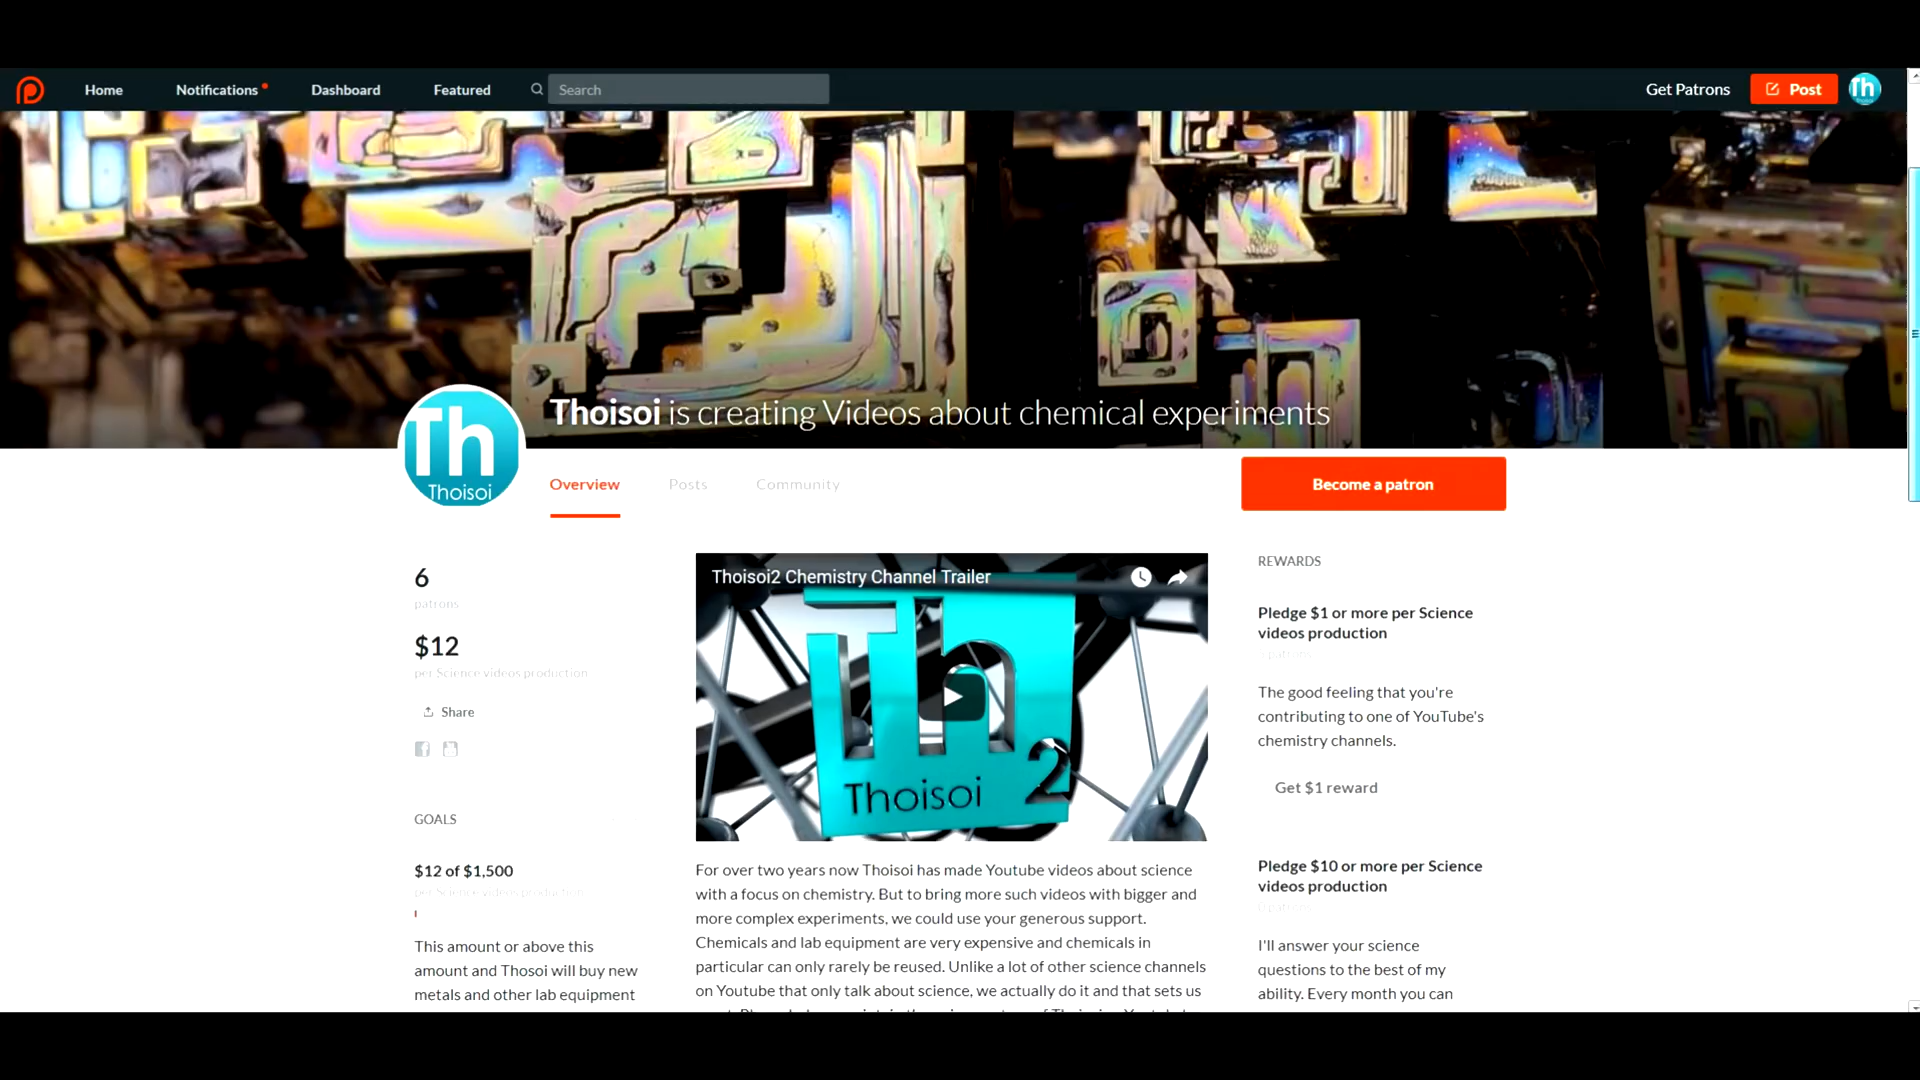 Home Notifications Dashboard Featured Search Get Patrons Post Th
Thoisoi is creating Videos about chemical experiments
Th
Thoisoi
Overview Posts Community
Become a patron
6
patrons
$12
per Science videos production
Share
GOALS
$12 of $1,500
per Science videos production
This amount or above this
amount and Thosoi will buy new
metals and other lab equipment
Thoisoi2 Chemistry Channel Trailer
Th
Thoisoi 2
For over two years now Thoisoi has made Youtube videos about science
with a focus on chemistry. But to bring more such videos with bigger and
more complex experiments, we could use your generous support.
Chemicals and lab equipment are very expensive and chemicals in
particular can only rarely be reused. Unlike a lot of other science channels
on Youtube that only talk about science, we actually do it and that sets us
REWARDS
Pledge $1 or more per Science
videos production
patrons
The good feeling that you're
contributing to one of YouTube's
chemistry channels.
Get $1 reward
Pledge $10 or more per Science
videos production
0 patrons
I'll answer your science
questions to the best of my
ability. Every month you can